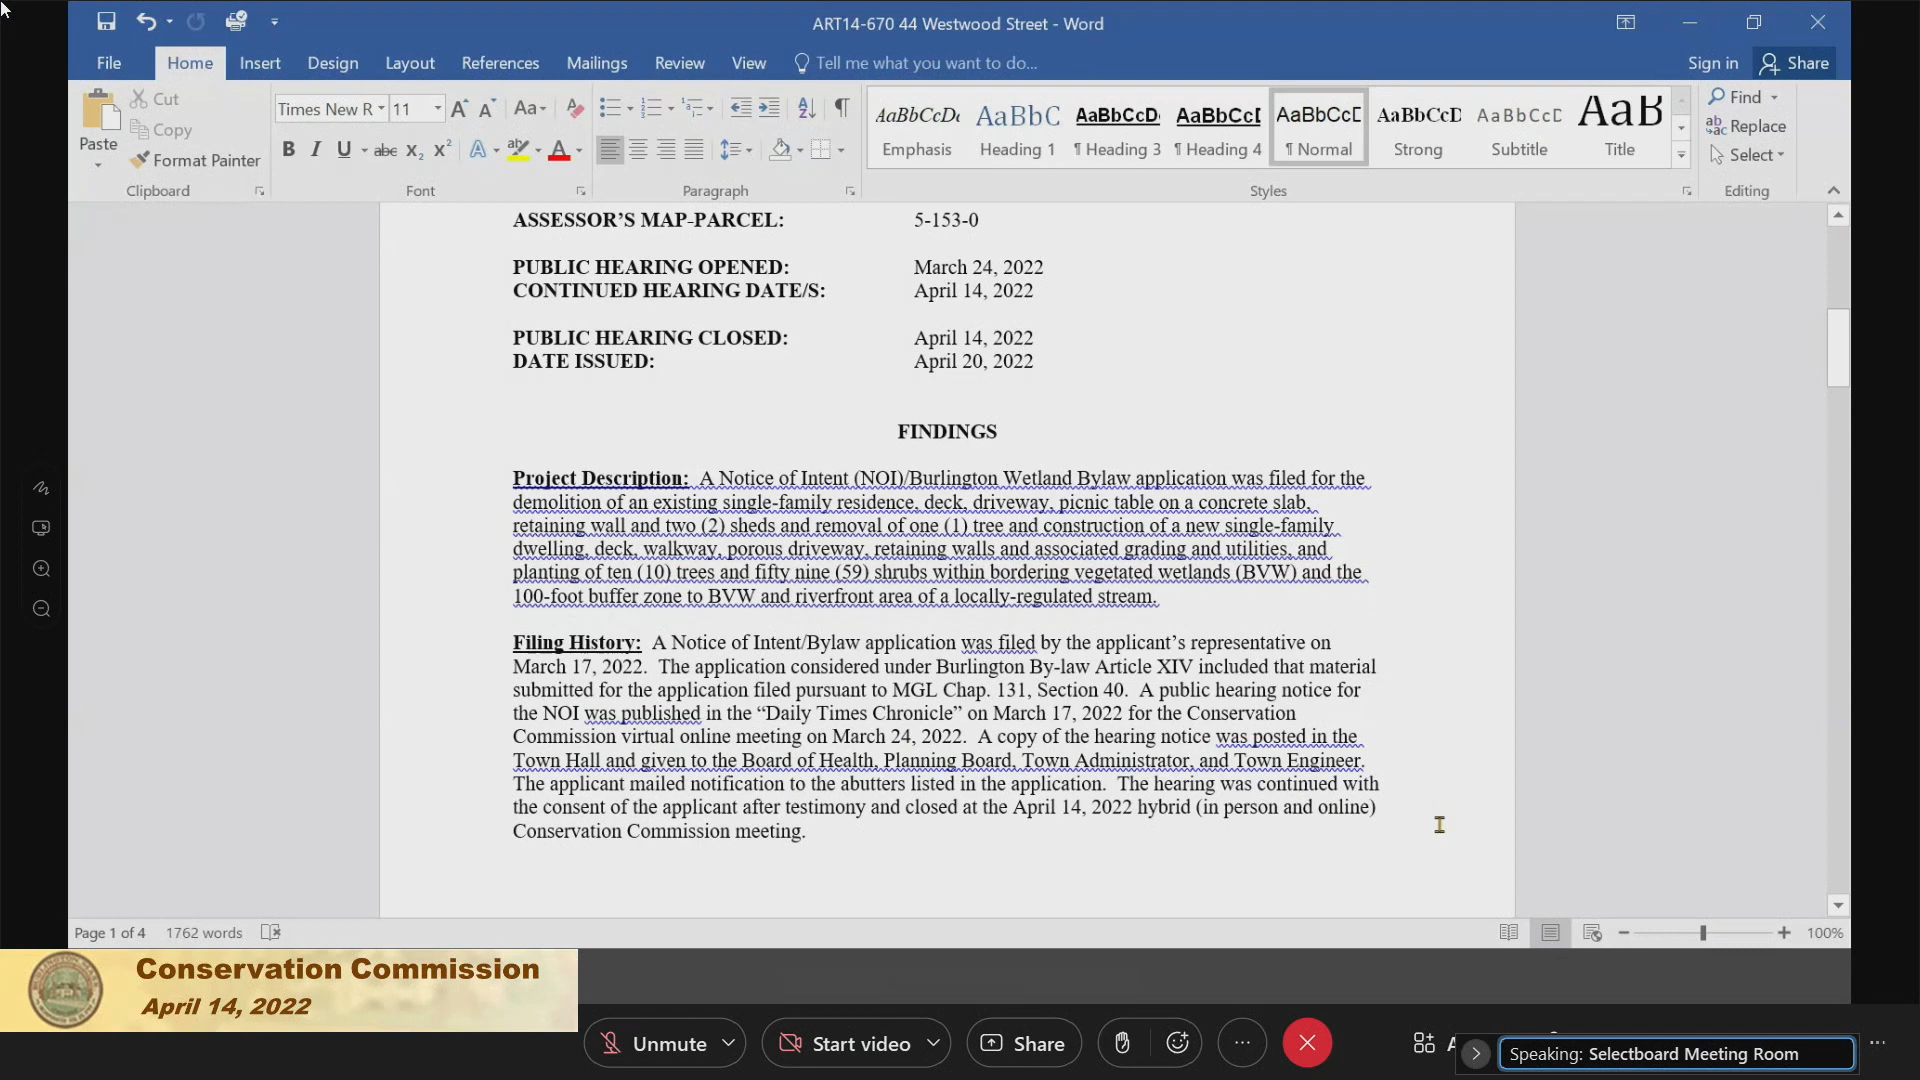 ART14-670 44 Westwood Street - Word
File Home Insert Design Layout References Mailings Review View Tell me what you want to do... Sign in Share
Paste
Cut
Copy
Format Painter
Clipboard
Times New R 11
Font
Paragraph
AaBbCcDc AaBbC AaBbCcD AaBbCc AaBbCcD AaBbCcD AaBbCcD AaB
Emphasis Heading 1 ¶ Heading 3 ¶ Heading 4 ¶ Normal Strong Subtitle Title
Styles
Find
Replace
Select
Editing
ASSESSOR'S MAP-PARCEL: 5-153-0
PUBLIC HEARING OPENED: March 24, 2022
CONTINUED HEARING DATE/S: April 14, 2022
PUBLIC HEARING CLOSED: April 14, 2022
DATE ISSUED: April 20, 2022
FINDINGS
Project Description: A Notice of Intent (NOI)/Burlington Wetland Bylaw application was filed for the
demolition of an existing single-family residence, deck, driveway, picnic table on a concrete slab,
retaining wall and two (2) sheds and removal of one (1) tree and construction of a new single-family
dwelling, deck, walkway, porous driveway, retaining walls and associated grading and utilities, and
planting of ten (10) trees and fifty nine (59) shrubs within bordering vegetated wetlands (BVW) and the
100-foot buffer zone to BVW and riverfront area of a locally-regulated stream.
Filing History: A Notice of Intent/Bylaw application was filed by the applicant's representative on
March 17, 2022. The application considered under Burlington By-law Article XIV included that material
submitted for the application filed pursuant to MGL Chap. 131, Section 40. A public hearing notice for
the NOI was published in the “Daily Times Chronicle” on March 17, 2022 for the Conservation
Commission virtual online meeting on March 24, 2022. A copy of the hearing notice was posted in the
Town Hall and given to the Board of Health, Planning Board, Town Administrator, and Town Engineer.
The applicant mailed notification to the abutters listed in the application. The hearing was continued with
the consent of the applicant after testimony and closed at the April 14, 2022 hybrid (in person and online)
Conservation Commission meeting.
Page 1 of 4 1762 words 100%
Conservation Commission
April 14, 2022
Unmute Start video Share
Speaking: Selectboard Meeting Room